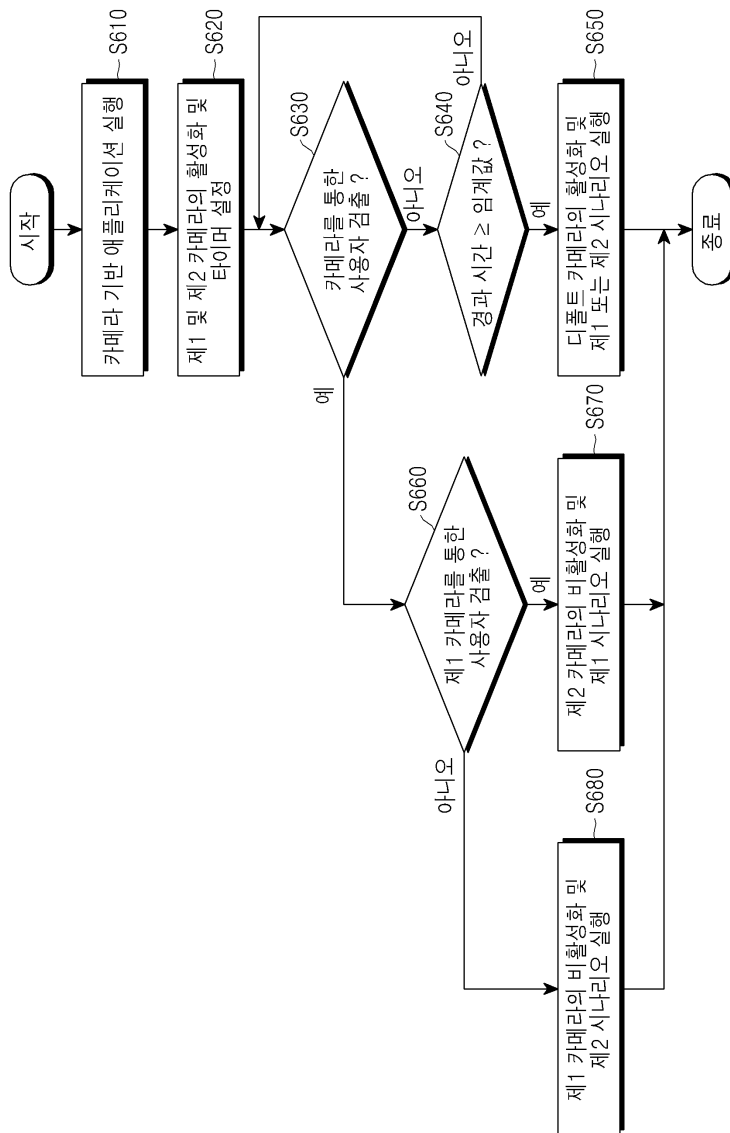 시작
카메라 기반 애플리케이션 실행
S610
제1 및 제2 카메라의 활성화 및
타이머 설정
S620
카메라를 통한
사용자 검출 ?
S630
예
아니오
경과 시간 ≥ 임계값 ?
S640
아니오
예
디폴트 카메라의 활성화 및
제1 또는 제2 시나리오 실행
S650
제1 카메라를 통한
사용자 검출 ?
S660
아니오
예
제2 카메라의 비활성화 및
제1 시나리오 실행
S670
제1 카메라의 비활성화 및
제2 시나리오 실행
S680
종료